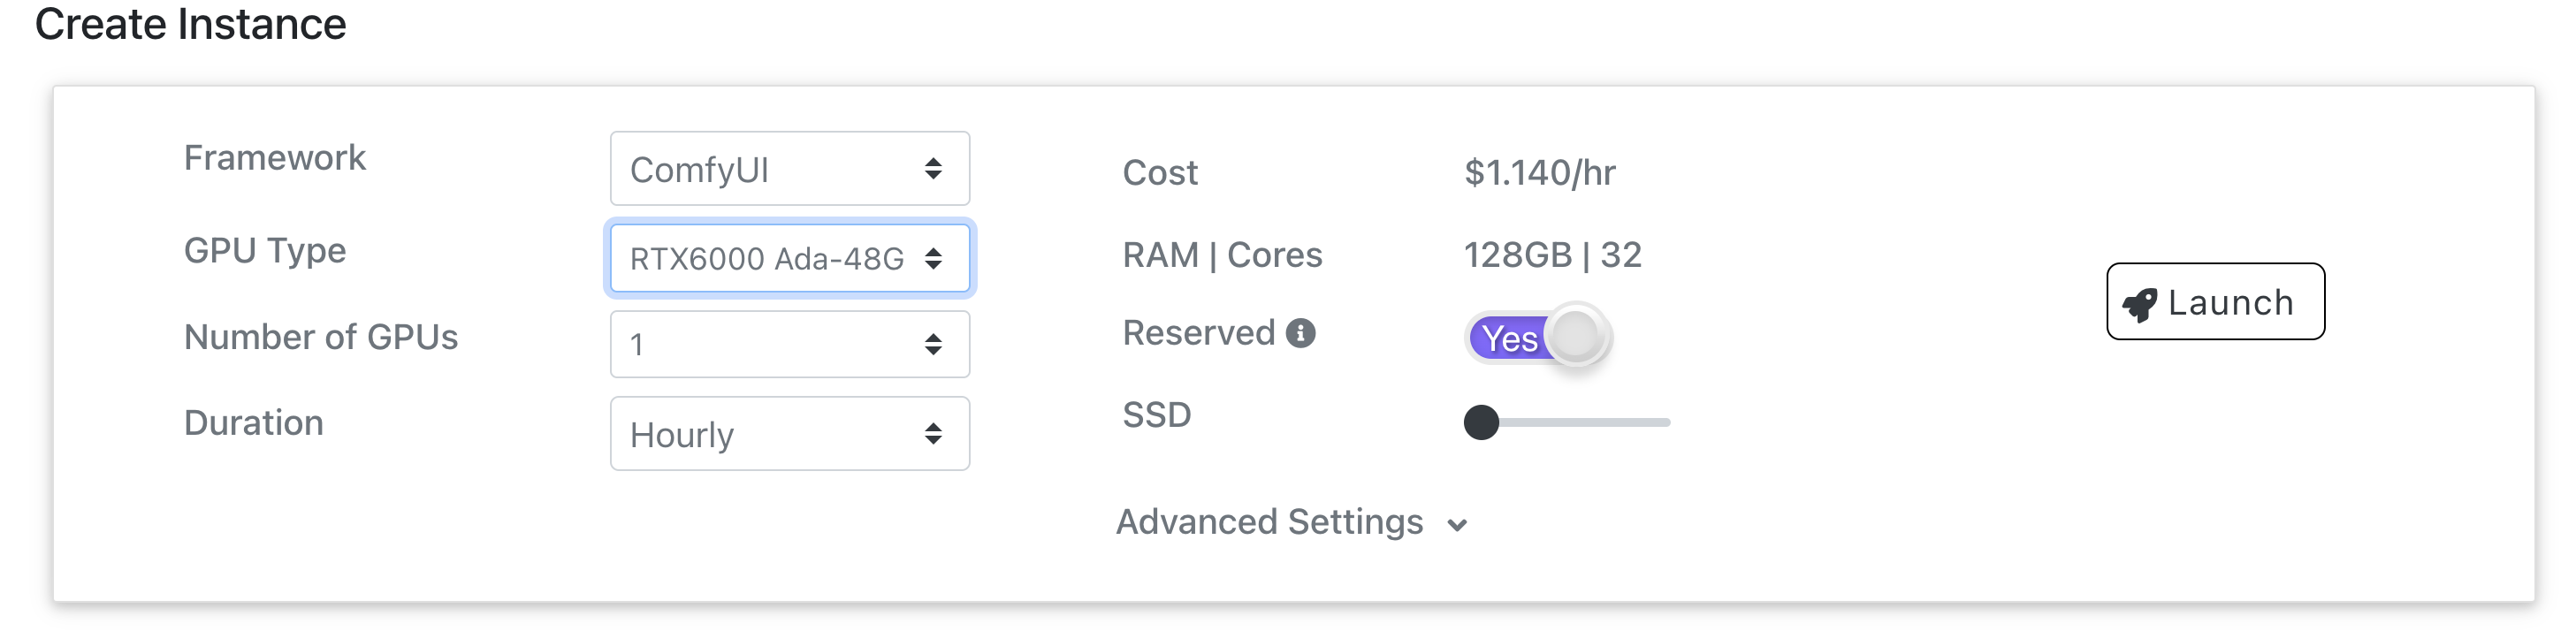 Create Instance
Framework
ComfyUI
GPU Type
RTX6000 Ada-48G
Number of GPUs
1
Duration
Hourly
Cost
$1.140/hr
RAM | Cores
128GB | 32
Reserved
Yes
SSD
Advanced Settings
Launch